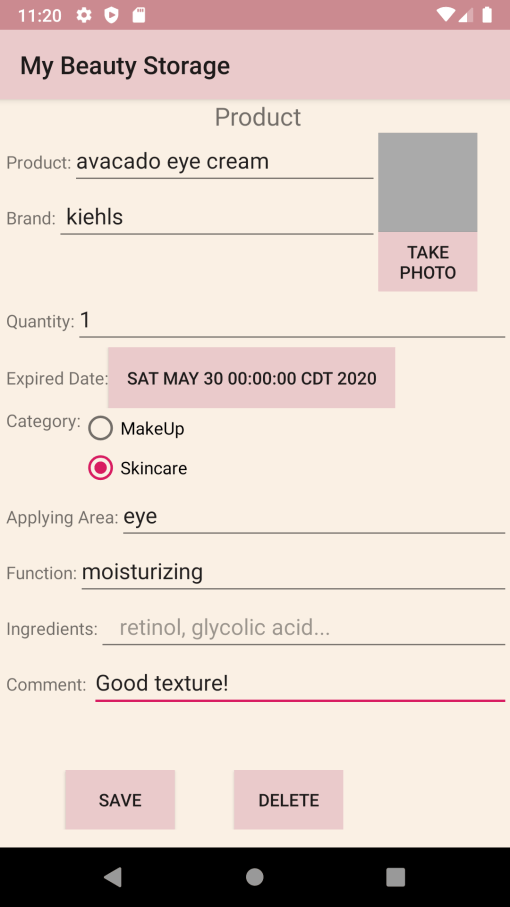 11:20
My Beauty Storage
Product
Product: avacado eye cream
Brand: kiehls
TAKE
PHOTO
Quantity: 1
Expired Date: SAT MAY 30 00:00:00 CDT 2020
Category: MakeUp
Skincare
Applying Area: eye
Function: moisturizing
Ingredients: retinol, glycolic acid...
Comment: Good texture!
SAVE DELETE